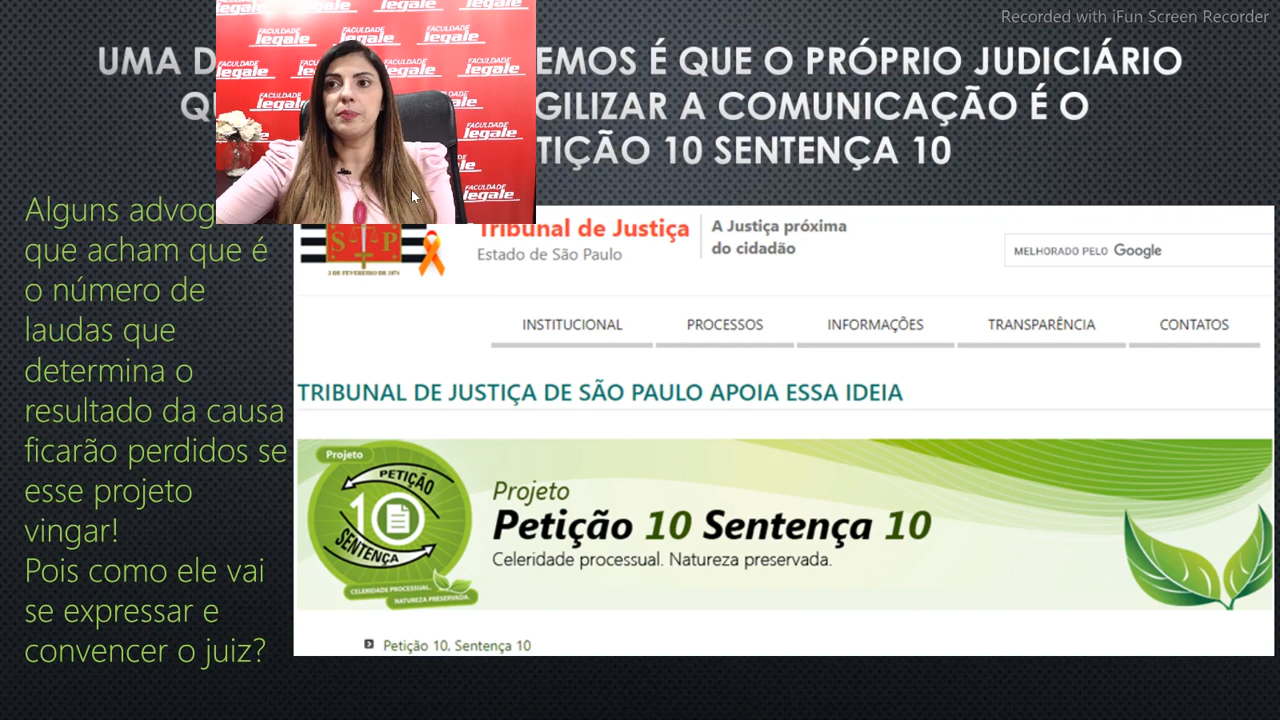 Recorded with iFun Screen Recorder
UMA D EMOS É QUE O PRÓPRIO JUDICIÁRIO
QU GILIZAR A COMUNICAÇÃO É O
TIÇÃO 10 SENTENÇA 10
FACULDADE legale
Alguns advog
que acham que é
o número de
laudas que
determina o
resultado da causa
ficarão perdidos se
esse projeto
vingar!
Pois como ele vai
se expressar e
convencer o juiz?
S P
3 DE FEVEREIRO DE 1874
Tribunal de Justiça
Estado de São Paulo
A Justiça próxima
do cidadão
MELHORADO PELO Google
INSTITUCIONAL PROCESSOS INFORMAÇÕES TRANSPARÊNCIA CONTATOS
TRIBUNAL DE JUSTIÇA DE SÃO PAULO APOIA ESSA IDEIA
Projeto
PETIÇÃO
10
SENTENÇA
CELERIDADE PROCESSUAL.
NATUREZA PRESERVADA.
Projeto
Petição 10 Sentença 10
Celeridade processual. Natureza preservada.
Petição 10, Sentença 10